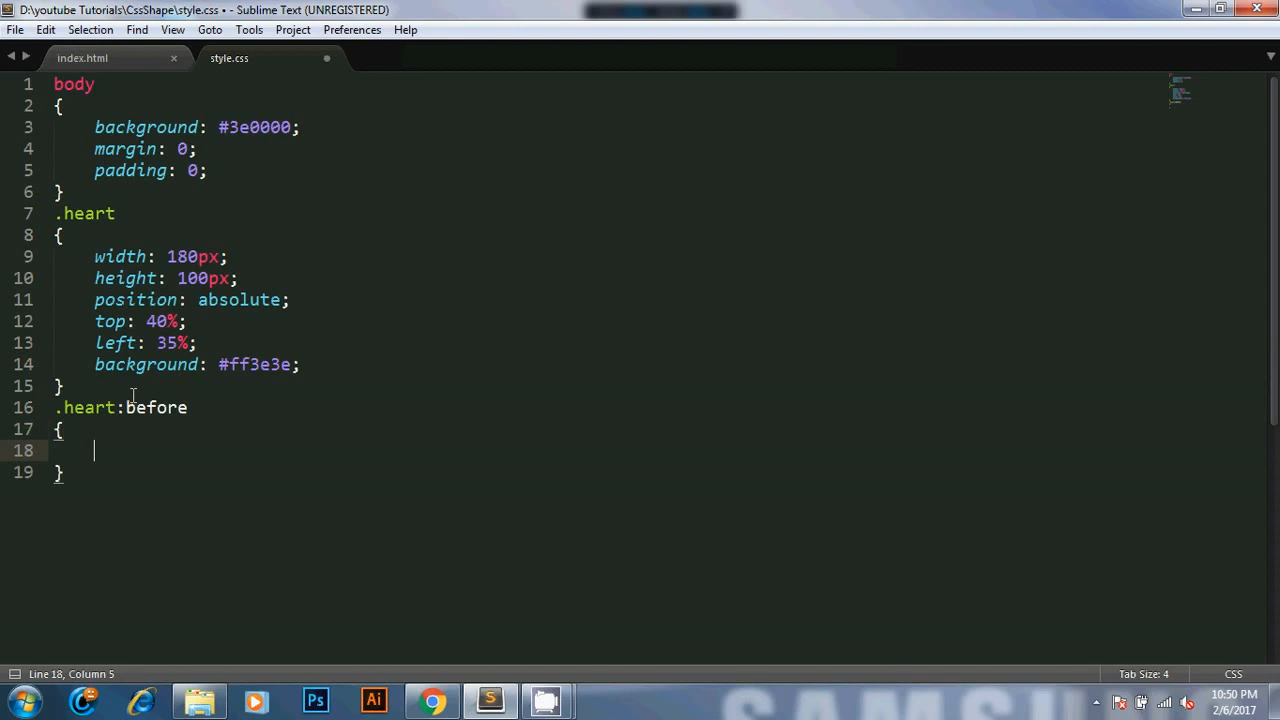 D:\youtube Tutorials\CssShape\style.css • - Sublime Text (UNREGISTERED)
File Edit Selection Find View Goto Tools Project Preferences Help
index.html × style.css
1 body
2 {
3 background: #3e0000;
4 margin: 0;
5 padding: 0;
6 }
7 .heart
8 {
9 width: 180px;
10 height: 100px;
11 position: absolute;
12 top: 40%;
13 left: 35%;
14 background: #ff3e3e;
15 }
16 .heart:before
17 {
18
19 }
Line 18, Column 5 Tab Size: 4 CSS
Ps Ai S 10:50 PM
2/6/2017